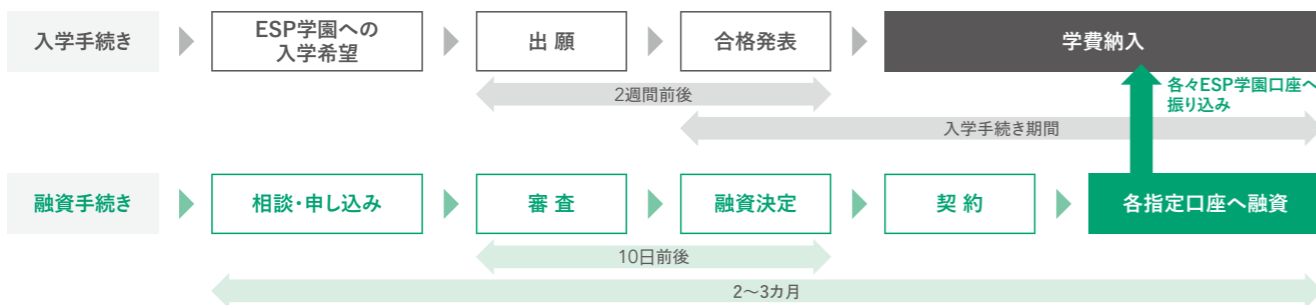 入学手続き
ESP学園への
入学希望
出 願
合格発表
学費納入
2週間前後
各々ESP学園口座へ
振り込み
入学手続き期間
融資手続き
相談・申し込み
審 査
融資決定
契 約
各指定口座へ融資
10日前後
2〜3カ月